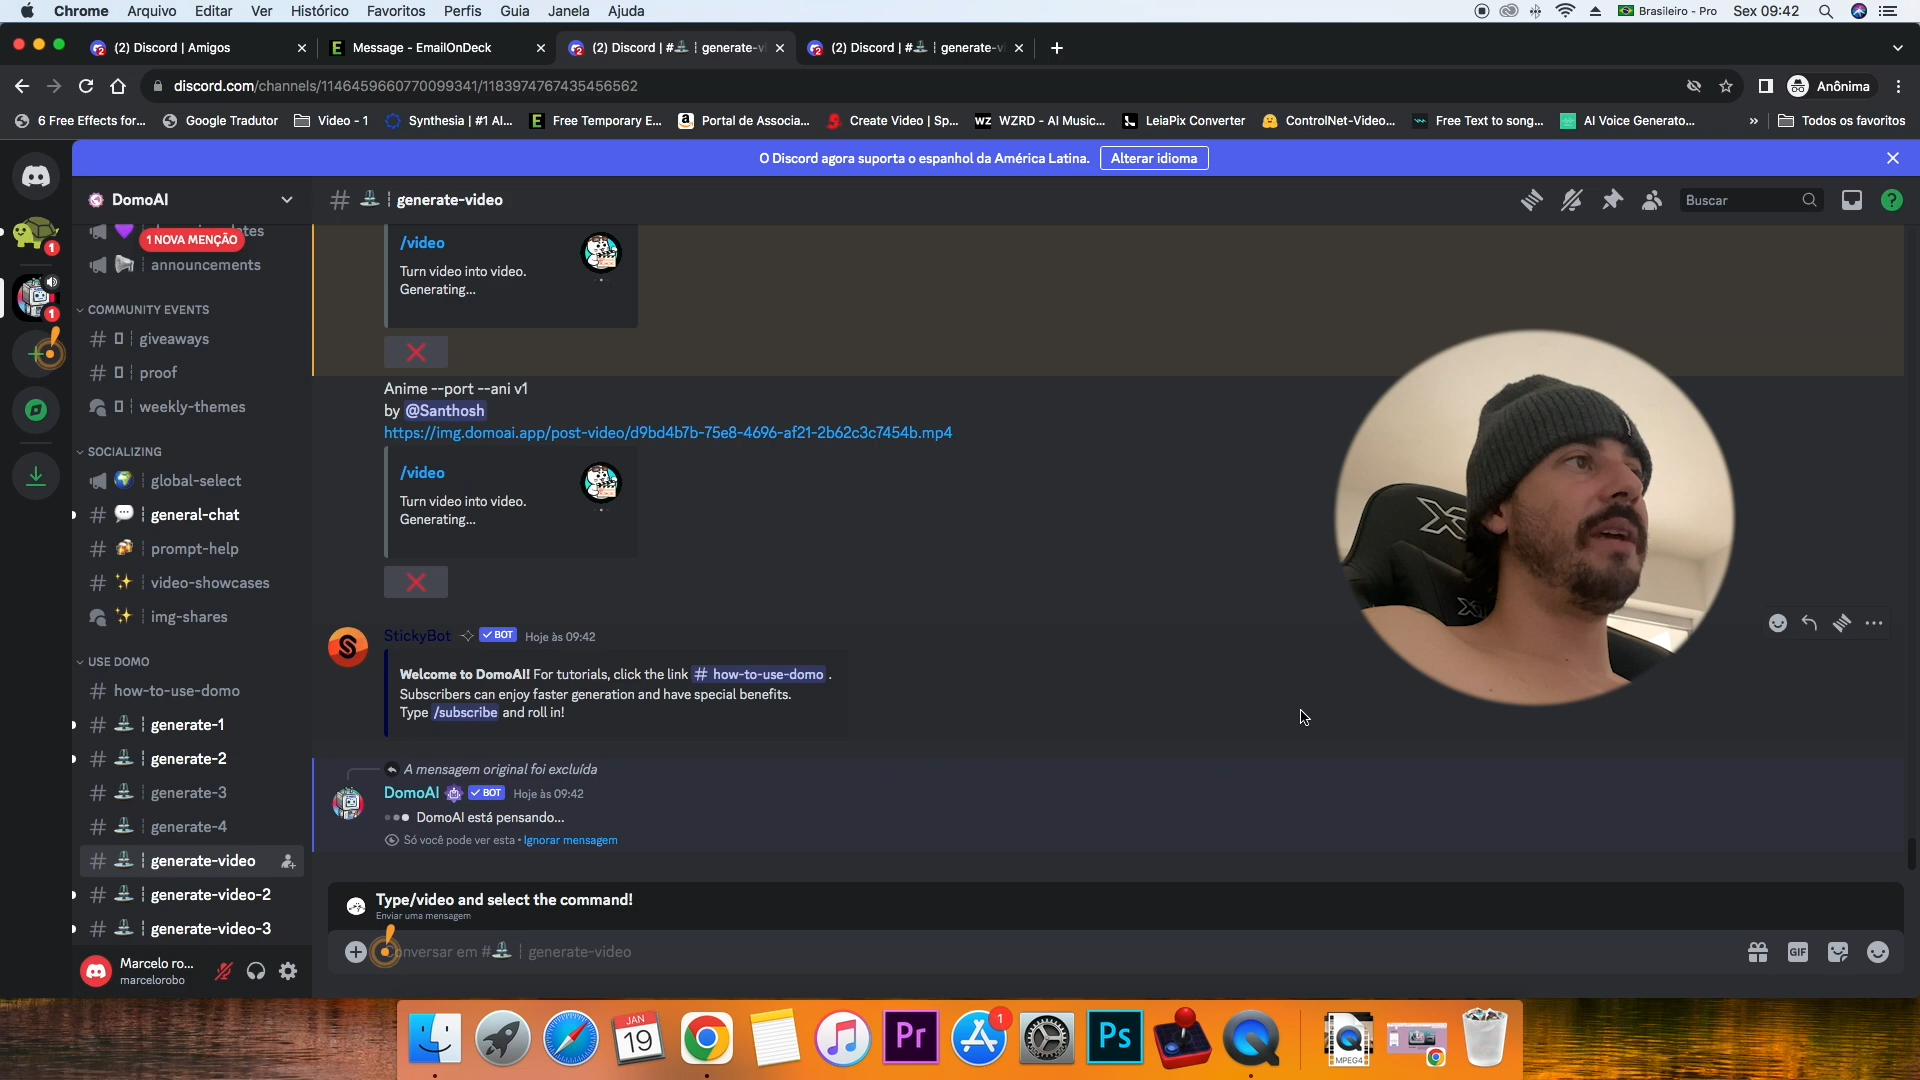 Chrome Arquivo Editar Ver Histórico Favoritos Perfis Guia Janela Ajuda
Brasileiro - Pro Sex 09:42
(2) Discord | Amigos
Message - EmailOnDeck
(2) Discord | # | generate-vi
(2) Discord | # | generate-vi
discord.com/channels/1146459660770099341/1183974767435456562
Anônima
6 Free Effects for...
Google Tradutor
Video - 1
Synthesia | #1 AI...
Free Temporary E...
Portal de Associa...
Create Video | Sp...
WZRD - AI Music...
LeiaPix Converter
ControlNet-Video...
Free Text to song...
AI Voice Generato...
» Todos os favoritos
O Discord agora suporta o espanhol da América Latina. Alterar idioma
DomoAI
# | generate-video
Buscar
1 NOVA MENÇÃO
announcements
COMMUNITY EVENTS
# giveaways
# proof
weekly-themes
SOCIALIZING
global-select
# general-chat
# prompt-help
# video-showcases
img-shares
USE DOMO
# how-to-use-domo
# generate-1
# generate-2
# generate-3
# generate-4
# generate-video
# generate-video-2
# generate-video-3
Marcelo ro...
marcelorobo
1
1
/video
Turn video into video.
Generating...
Anime --port --ani v1
by @Santhosh
https://img.domoai.app/post-video/d9bd4b7b-75e8-4696-af21-2b62c3c7454b.mp4
/video
Turn video into video.
Generating...
StickyBot BOT Hoje às 09:42
Welcome to DomoAI! For tutorials, click the link # how-to-use-domo .
Subscribers can enjoy faster generation and have special benefits.
Type /subscribe and roll in!
A mensagem original foi excluída
DomoAI BOT Hoje às 09:42
DomoAI está pensando...
Só você pode ver esta • Ignorar mensagem
Type/video and select the command!
Enviar uma mensagem
onversar em # | generate-video
GIF
JAN
19
Pr
1
Ps
MPEG4